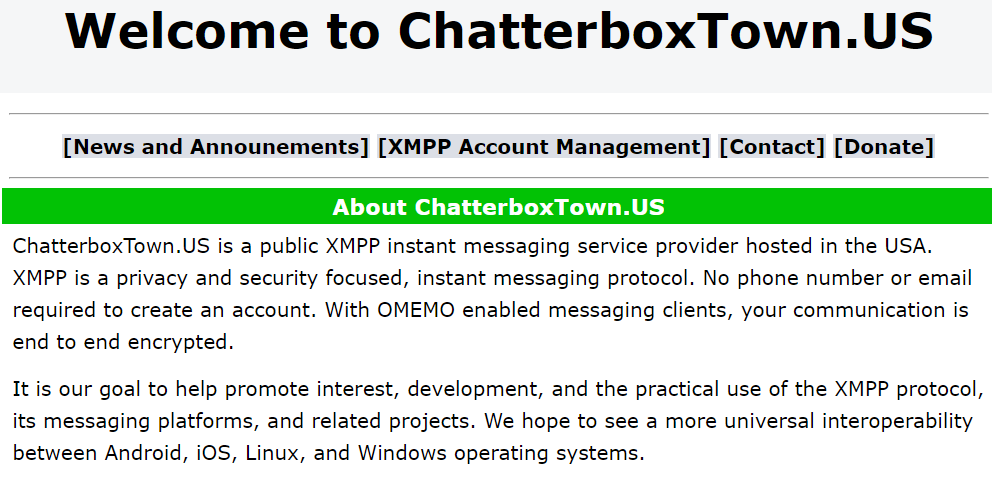 Welcome to ChatterboxTown.US
[News and Announements] [XMPP Account Management] [Contact] [Donate]
About ChatterboxTown.US
ChatterboxTown.US is a public XMPP instant messaging service provider hosted in the USA.
XMPP is a privacy and security focused, instant messaging protocol. No phone number or email
required to create an account. With OMEMO enabled messaging clients, your communication is
end to end encrypted.
It is our goal to help promote interest, development, and the practical use of the XMPP protocol,
its messaging platforms, and related projects. We hope to see a more universal interoperability
between Android, iOS, Linux, and Windows operating systems.